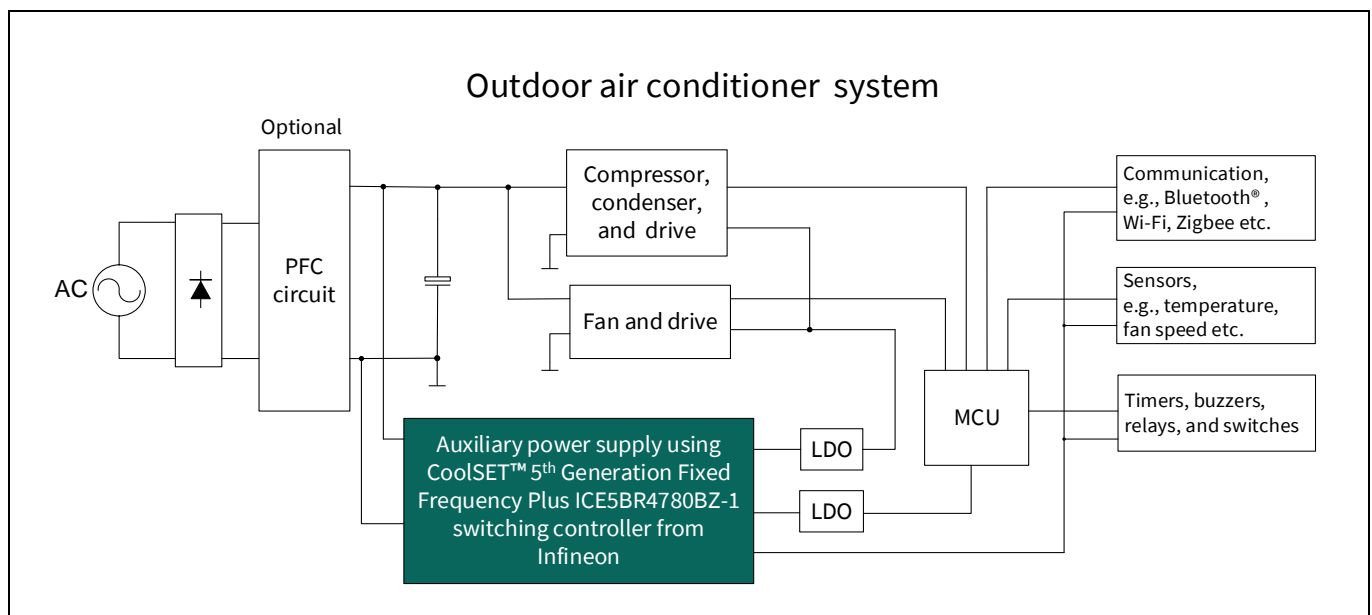 Outdoor air conditioner system
Optional
AC
PFC
circuit
Compressor,
condenser,
and drive
Fan and drive
Auxiliary power supply using
CoolSET™ 5th Generation Fixed
Frequency Plus ICE5BR4780BZ-1
switching controller from
Infineon
LDO
LDO
MCU
Communication,
e.g., Bluetooth® ,
Wi-Fi, Zigbee etc.
Sensors,
e.g., temperature,
fan speed etc.
Timers, buzzers,
relays, and switches